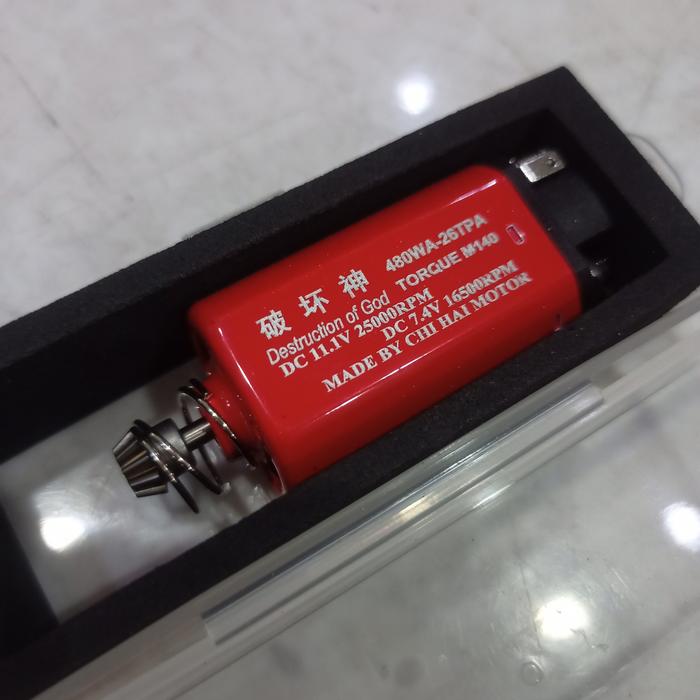 破坏神 480WA-26TPA
Destruction of God TORQUE M140
DC 11.1V 25000RPM
DC 7.4V 16500RPM
MADE BY CHI HAI MOTOR